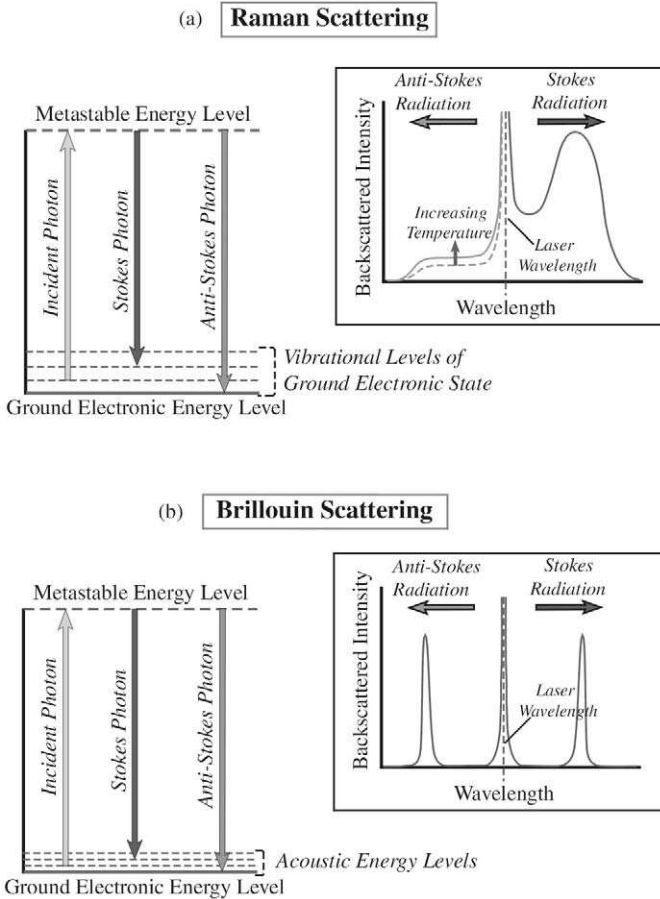 (a) Raman Scattering
Metastable Energy Level
Incident Photon
Stokes Photon
Anti-Stokes Photon
Vibrational Levels of
Ground Electronic State
Ground Electronic Energy Level
Anti-Stokes
Radiation
Stokes
Radiation
Backscattered Intensity
Increasing
Temperature
Laser
Wavelength
Wavelength
(b) Brillouin Scattering
Metastable Energy Level
Incident Photon
Stokes Photon
Anti-Stokes Photon
Acoustic Energy Levels
Ground Electronic Energy Level
Anti-Stokes
Radiation
Stokes
Radiation
Backscattered Intensity
Laser
Wavelength
Wavelength